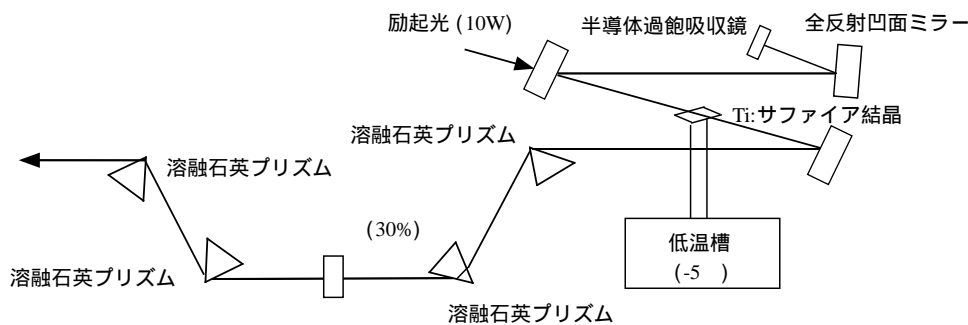 励起光 (10W)
半導体過飽吸収鏡
全反射凹面ミラー
Ti:サファイア結晶
溶融石英プリズム
溶融石英プリズム
(30%)
低温槽
(-5 )
溶融石英プリズム
溶融石英プリズム